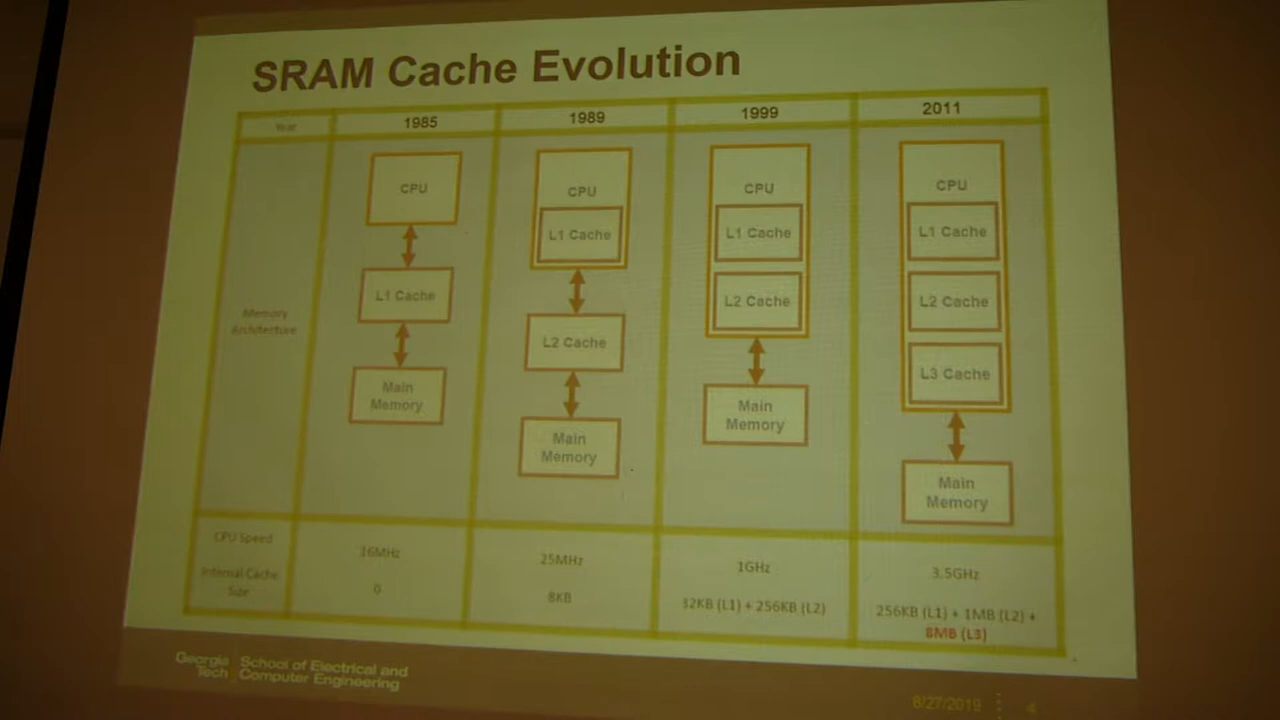 SRAM Cache Evolution
Year 1985 1989 1999 2011
Memory
Architecture
CPU
L1 Cache
Main
Memory
CPU
L1 Cache
L2 Cache
Main
Memory
CPU
L1 Cache
L2 Cache
Main
Memory
CPU
L1 Cache
L2 Cache
L3 Cache
Main
Memory
CPU Speed 16MHz 25MHz 1GHz 3.5GHz
Internal Cache
Size
0
8KB
32KB (L1) + 256KB (L2)
256KB (L1) + 1MB (L2) +
8MB (L3)
Georgia
Tech
School of Electrical and
Computer Engineering
8/27/2019 4